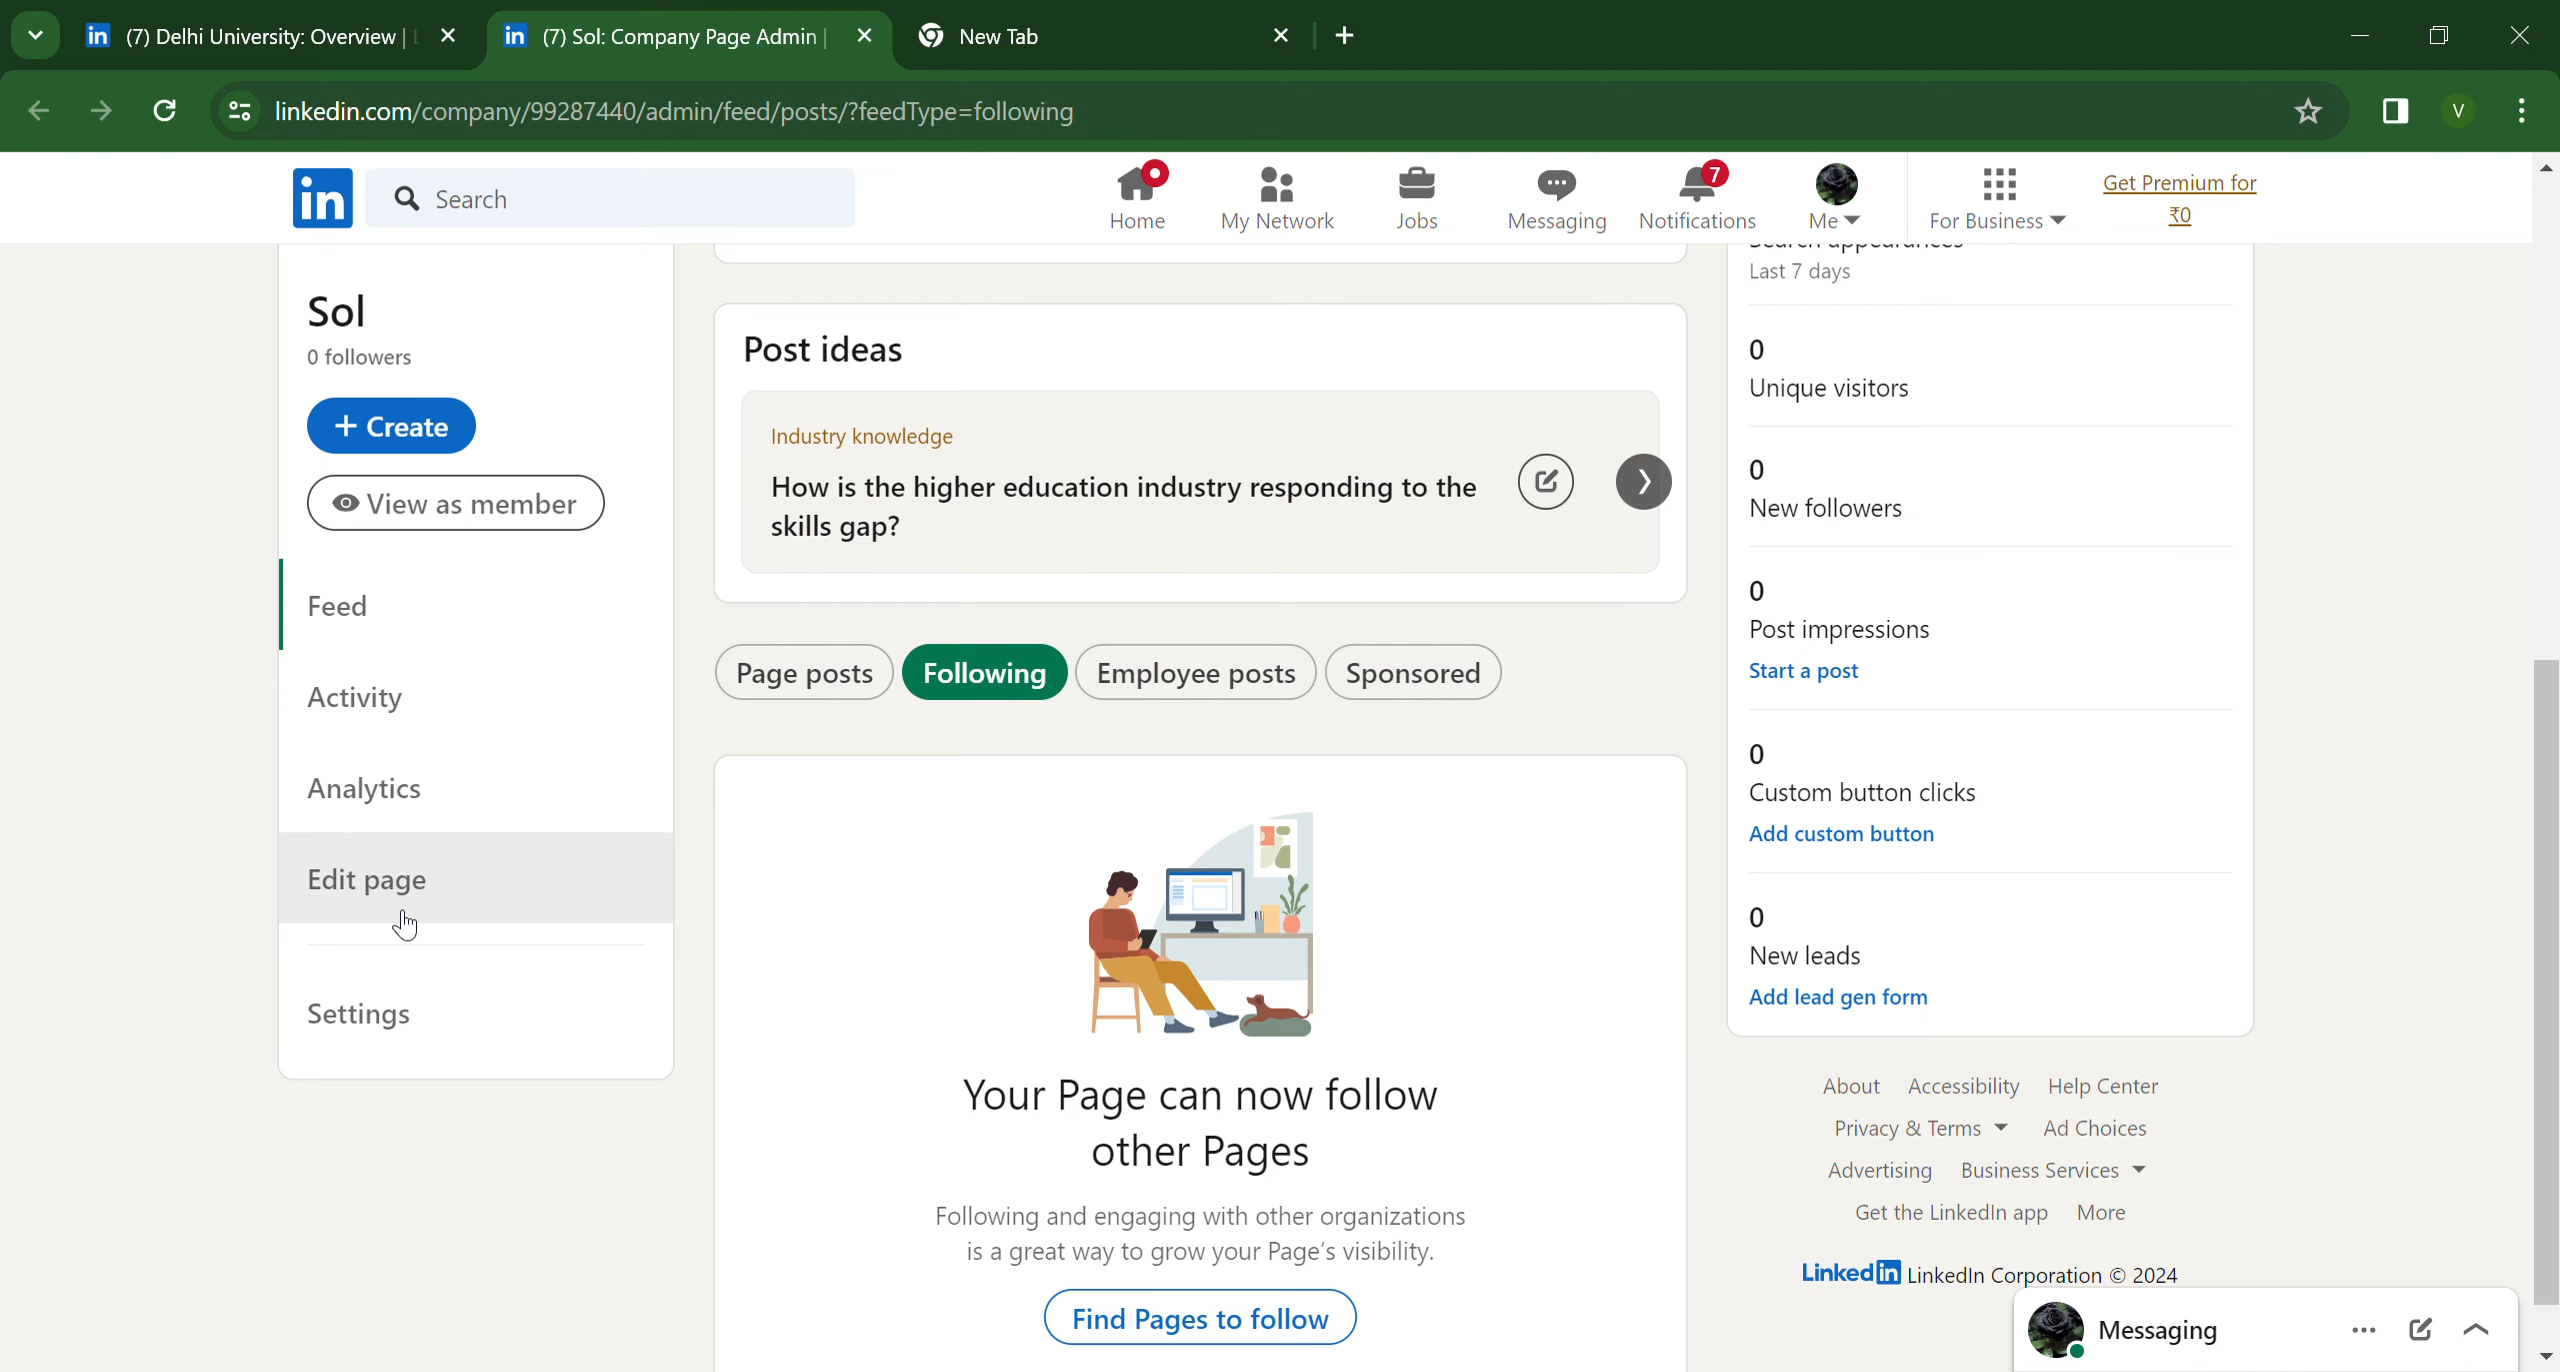 (7) Delhi University: Overview |
(7) Sol: Company Page Admin |
New Tab
linkedin.com/company/99287440/admin/feed/posts/?feedType=following
V
in
Search
Home
My Network
Jobs
Messaging
7
Notifications
Me
For Business
Get Premium for
₹0
Sol
0 followers
+ Create
View as member
Feed
Activity
Analytics
Edit page
Settings
Post ideas
Industry knowledge
How is the higher education industry responding to the
skills gap?
Page posts
Following
Employee posts
Sponsored
Your Page can now follow
other Pages
Following and engaging with other organizations
is a great way to grow your Page's visibility.
Find Pages to follow
Search appearances
Last 7 days
0
Unique visitors
0
New followers
0
Post impressions
Start a post
0
Custom button clicks
Add custom button
0
New leads
Add lead gen form
About Accessibility Help Center
Privacy & Terms Ad Choices
Advertising Business Services
Get the LinkedIn app More
LinkedIn LinkedIn Corporation © 2024
Messaging